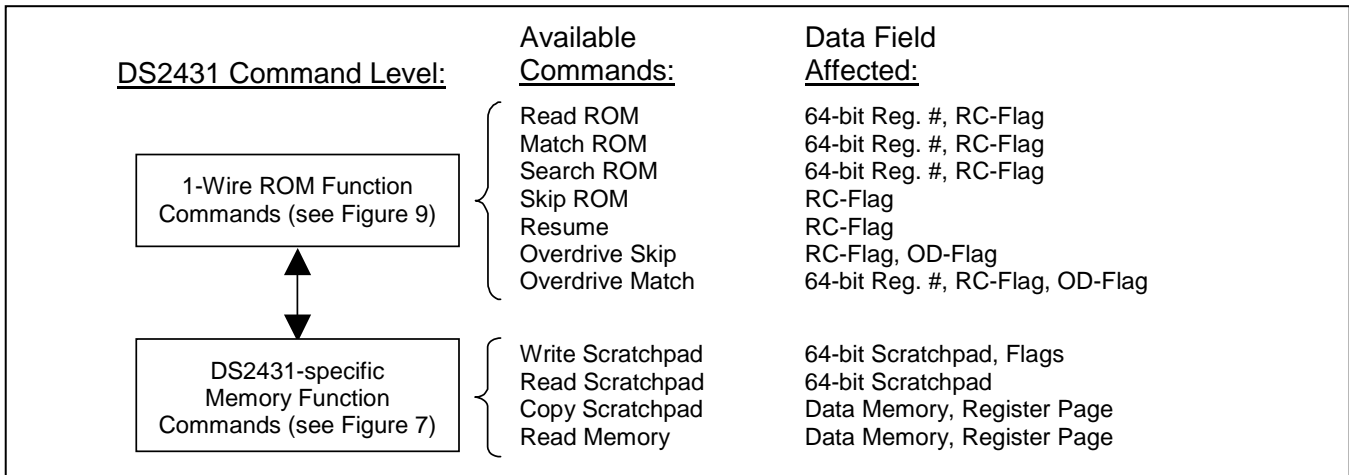 DS2431 Command Level:
Available
Commands:
Data Field
Affected:
1-Wire ROM Function
Commands (see Figure 9)
Read ROM 64-bit Reg. #, RC-Flag
Match ROM 64-bit Reg. #, RC-Flag
Search ROM 64-bit Reg. #, RC-Flag
Skip ROM RC-Flag
Resume RC-Flag
Overdrive Skip RC-Flag, OD-Flag
Overdrive Match 64-bit Reg. #, RC-Flag, OD-Flag
DS2431-specific
Memory Function
Commands (see Figure 7)
Write Scratchpad 64-bit Scratchpad, Flags
Read Scratchpad 64-bit Scratchpad
Copy Scratchpad Data Memory, Register Page
Read Memory Data Memory, Register Page